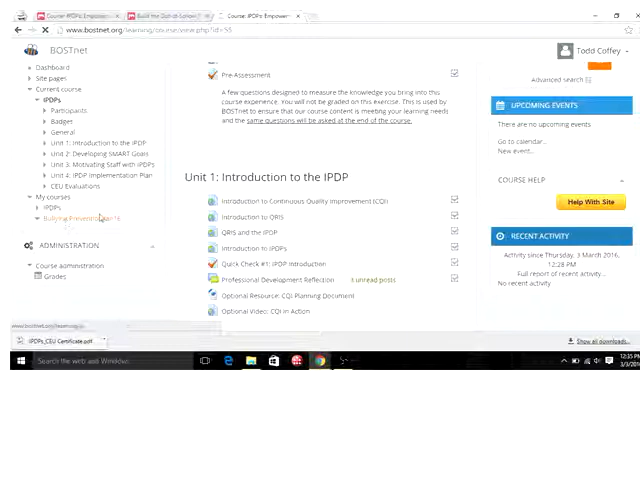 Course: IPDPs: Empowerm
Build the District-School
Course: IPDPs: Empower
www.bostnet.org/learning/course/view.php?id=55
BOSTnet
Todd Coffey
Dashboard
Site pages
Current course
IPDPs
Participants
Badges
General
Unit 1: Introduction to the IPDP
Unit 2: Developing SMART Goals
Unit 3: Motivating Staff with IPDPs
Unit 4: IPDP Implementation Plan
CEU Evaluations
My courses
IPDPs
Bullying Prevention
ADMINISTRATION
Course administration
Grades
Pre-Assessment
A few questions designed to measure the knowledge you bring into this
course experience. You will not be graded on this exercise. This is used by
BOSTnet to ensure that our course content is meeting your learning needs
and the same questions will be asked at the end of the course.
Unit 1: Introduction to the IPDP
Introduction to Continuous Quality Improvement (CQI)
Introduction to QRIS
QRIS and the IPDP
Introduction to IPDPs
Quick Check #1: IPDP Introduction
Professional Development Reflection
unread posts
Optional Resource: CQI Planning Document
Optional Video: CQI in Action
Advanced search
UPCOMING EVENTS
There are no upcoming events
Go to calendar...
New event...
COURSE HELP
Help With Site
RECENT ACTIVITY
Activity since Thursday, 3 March 2016,
12:28 PM
Full report of recent activity...
No recent activity
IPDPs_CEU Certificate.pdf
Show all downloads...
Search the web and Windows
12:35 PM